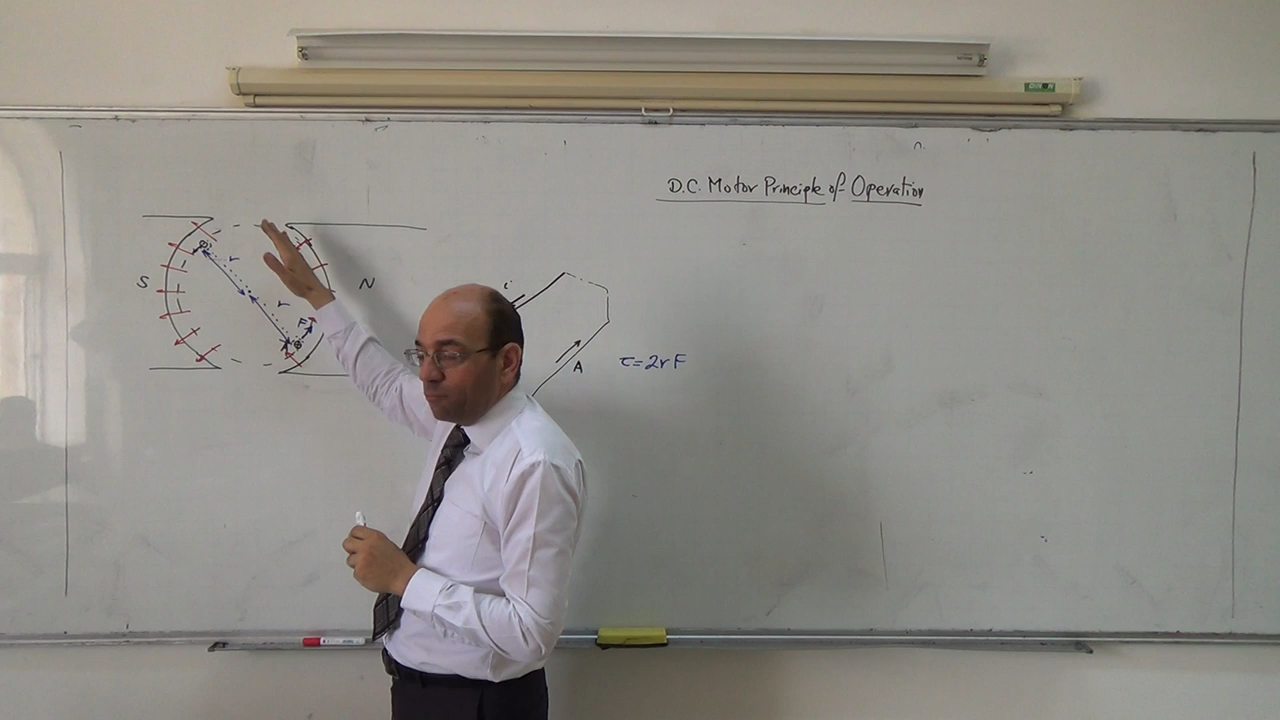 D.C. Motor Principle of Operation
S
r
r
F
N
i
A
τ=2rF